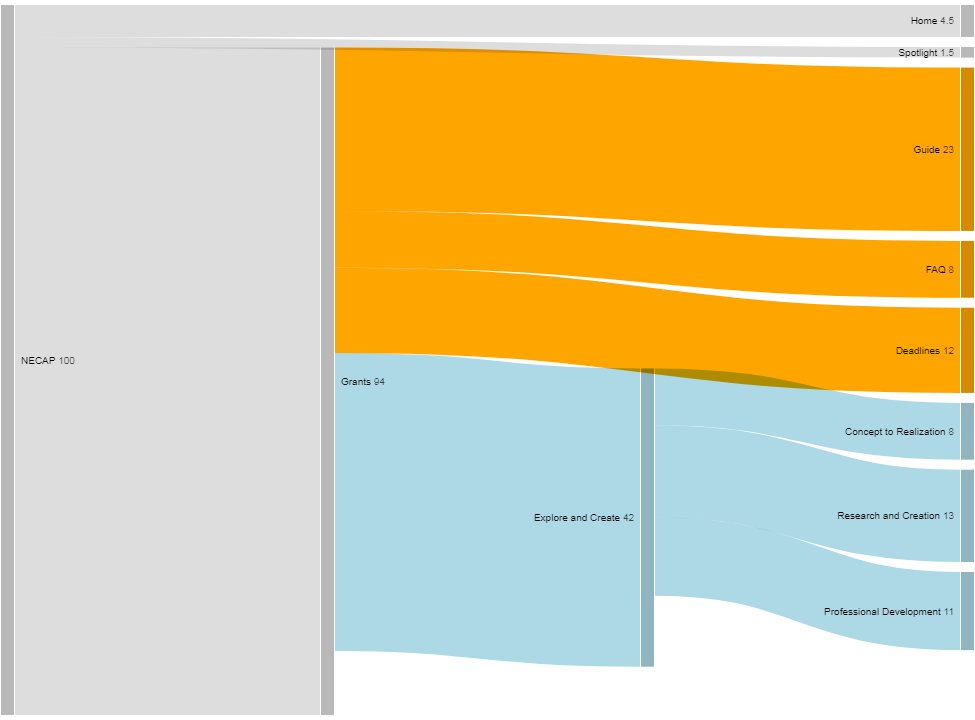 Home 4.5
Spotlight 1.5
Guide 23
FAQ 8
Deadlines 12
NECAP 100
Grants 94
Concept to Realization 8
Explore and Create 42
Research and Creation 13
Professional Development 11